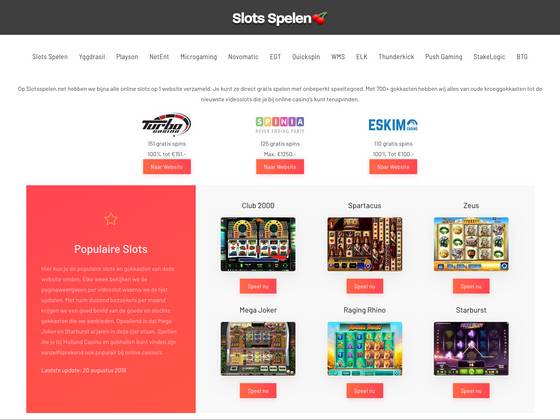 Slots Spelen
Slots Spelen Yggdrasil Playson NetEnt Microgaming Novomatic EGT Quickspin WMS ELK Thunderkick Push Gaming StakeLogic BTG
Op Slotsspelen.net hebben we bijna alle online slots op 1 website verzameld. Je kunt ze direct gratis spelen met onbeperkt speeltegoed. Met 700+ gokkasten hebben wij alles van oude kroeggokkasten tot de
nieuwste videoslots die je bij online casino's kunt terugvinden.
Turbo CASINO SPINIA NEVER ENDING PARTY ESKIMO CASINO
151 gratis spins 125 gratis spins 110 gratis spins
100% tot €151,- Max. €1250,- 100% Tot €100,-
Naar Website Naar Website Naar Website
Populaire Slots
Hier kun je de populaire slots en gokkasten van deze
website vinden. Elke week bekijken we de
paginaweergaven per videoslot waarna we de lijst
updaten. Met ruim duizend bezoekers per maand
krijgen we een goed beeld van de goede en slechte
gokkasten die we aanbieden. Opvallend is dat Mega
Joker en Starburst al jaren in deze lijst staan. Spellen
die je bij Holland Casino en gokhallen kunt vinden zijn
vanzelfsprekend ook populair bij online casino's.
Laatste update: 20 augustus 2019
Club 2000 Spartacus Zeus
Speel nu Speel nu Speel nu
Mega Joker Raging Rhino Starburst
Speel nu Speel nu Speel nu